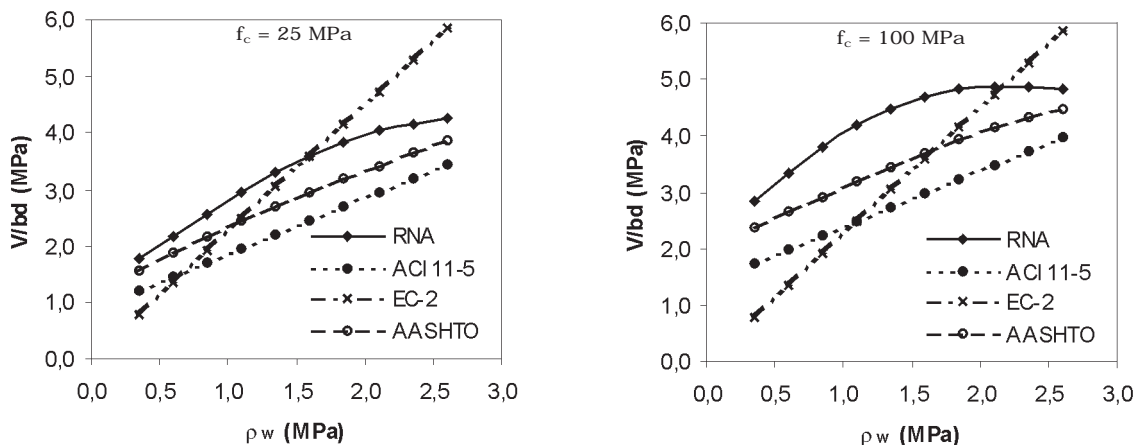 f_c = 25 MPa
V/bd (MPa)
6,0
5,0
4,0
3,0
2,0
1,0
0,0
RNA
ACI 11-5
EC-2
AASHTO
0,0 0,5 1,0 1,5 2,0 2,5 3,0
ρ w (MPa)
f_c = 100 MPa
V/bd (MPa)
6,0
5,0
4,0
3,0
2,0
1,0
0,0
RNA
ACI 11-5
EC-2
AASHTO
0,0 0,5 1,0 1,5 2,0 2,5 3,0
ρ w (MPa)